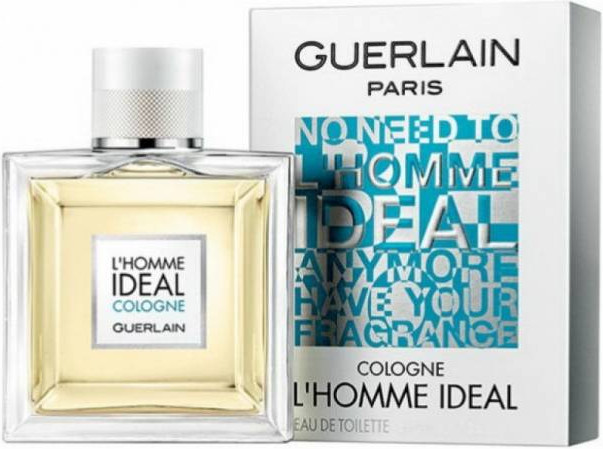 L'HOMME
IDEAL
COLOGNE
GUERLAIN
GUERLAIN
PARIS
NO NEED TO
L'HOMME
IDEAL
ANYMORE
HAVE YOUR
FRAGRANCE
COLOGNE
L'HOMME IDEAL
EAU DE TOILETTE